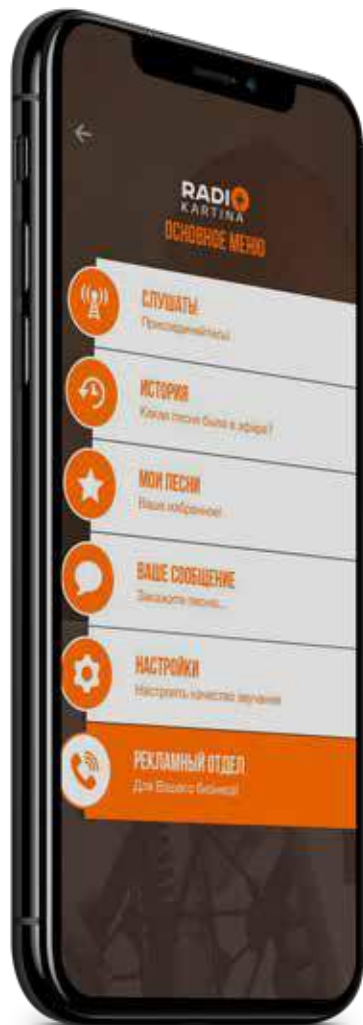 RADIO
KARTINA
ОСНОВНОЕ МЕНЮ
СЛУШАТЬ!
Присоединяйтесь!
ИСТОРИЯ
Какая песня была в эфире?
МОИ ПЕСНИ
Ваше избранное!
ВАШЕ СООБЩЕНИЕ
Закажите песню...
НАСТРОЙКИ
Настроить качество звучания
РЕКЛАМНЫЙ ОТДЕЛ
Для Вашего бизнеса!